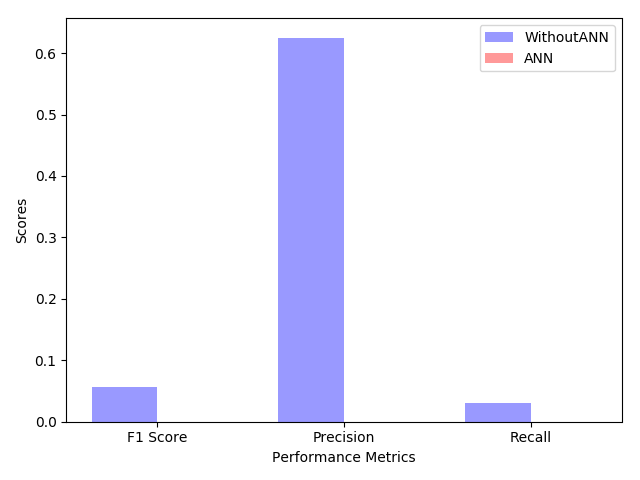 WithoutANN
ANN
Scores
0.6
0.5
0.4
0.3
0.2
0.1
0.0
F1 Score
Precision
Recall
Performance Metrics